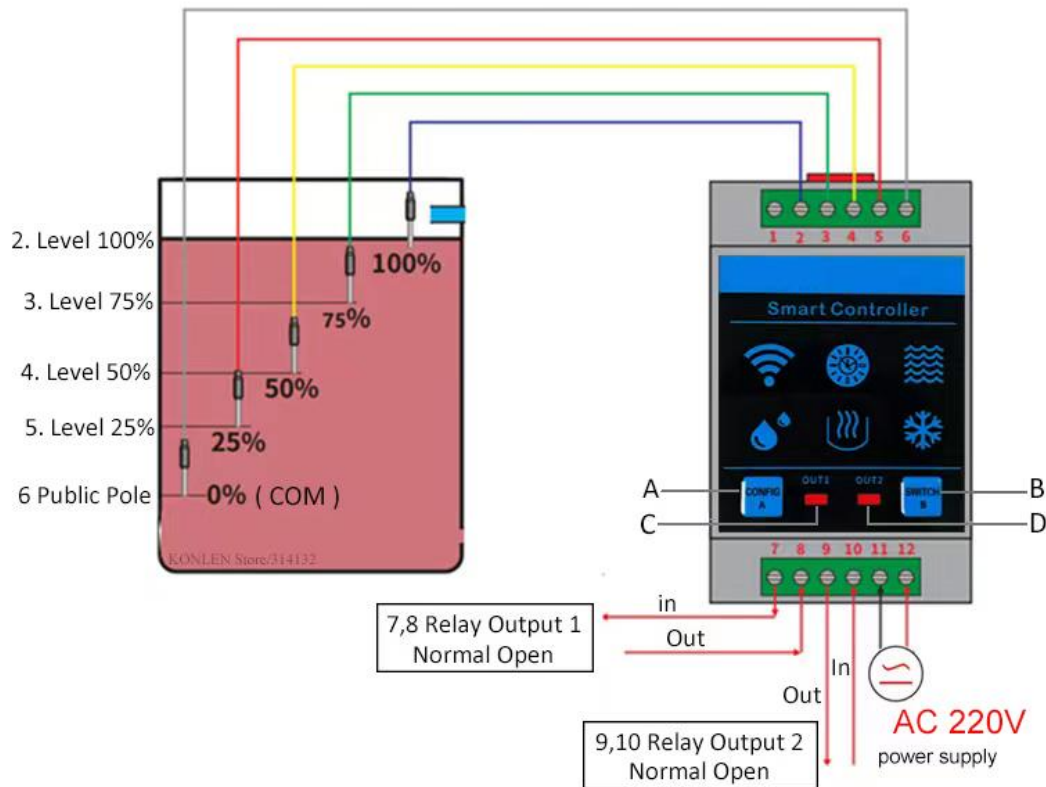 2. Level 100%
3. Level 75%
4. Level 50%
5. Level 25%
6 Public Pole
100%
75%
50%
25%
0% ( COM )
KONLEN Store/314132
1 2 3 4 5 6
Smart Controller
A
B
C
D
CONFIG
A
OUT1
OUT2
SWITCH
B
7 8 9 10 11 12
in
7,8 Relay Output 1
Normal Open
Out
Out
In
9,10 Relay Output 2
Normal Open
AC 220V
power supply